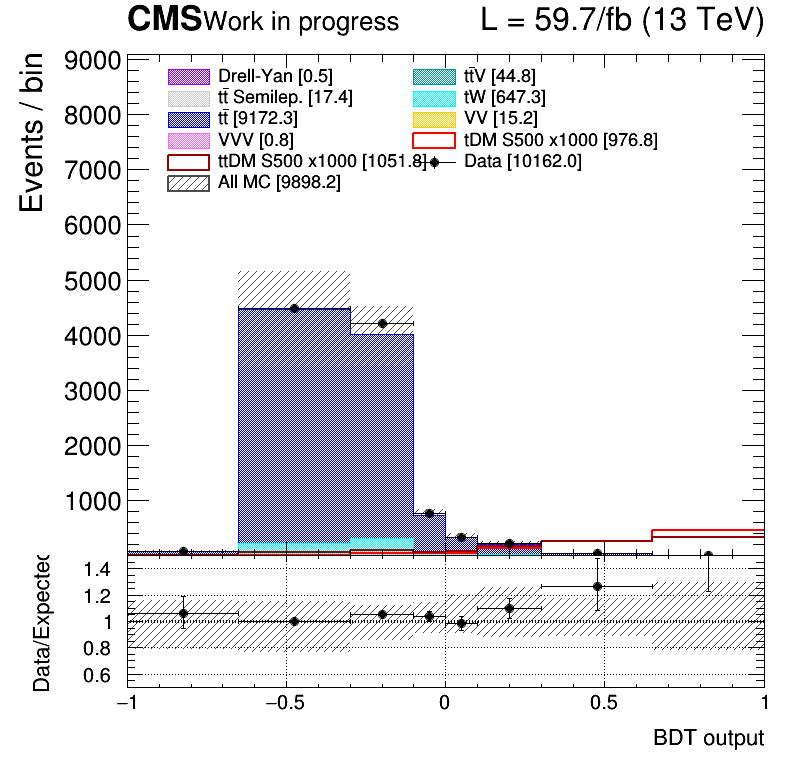 CMS Work in progress L = 59.7/fb (13 TeV)
Events / bin
9000
8000
7000
6000
5000
4000
3000
2000
1000
Drell-Yan [0.5] tt̄V [44.8]
tt̄ Semilep. [17.4] tW [647.3]
tt̄ [9172.3] VV [15.2]
VVV [0.8] tDM S500 x1000 [976.8]
ttDM S500 x1000 [1051.8] Data [10162.0]
All MC [9898.2]
Data/Expected
1.4
1.2
1
0.8
0.6
−1 −0.5 0 0.5 1
BDT output